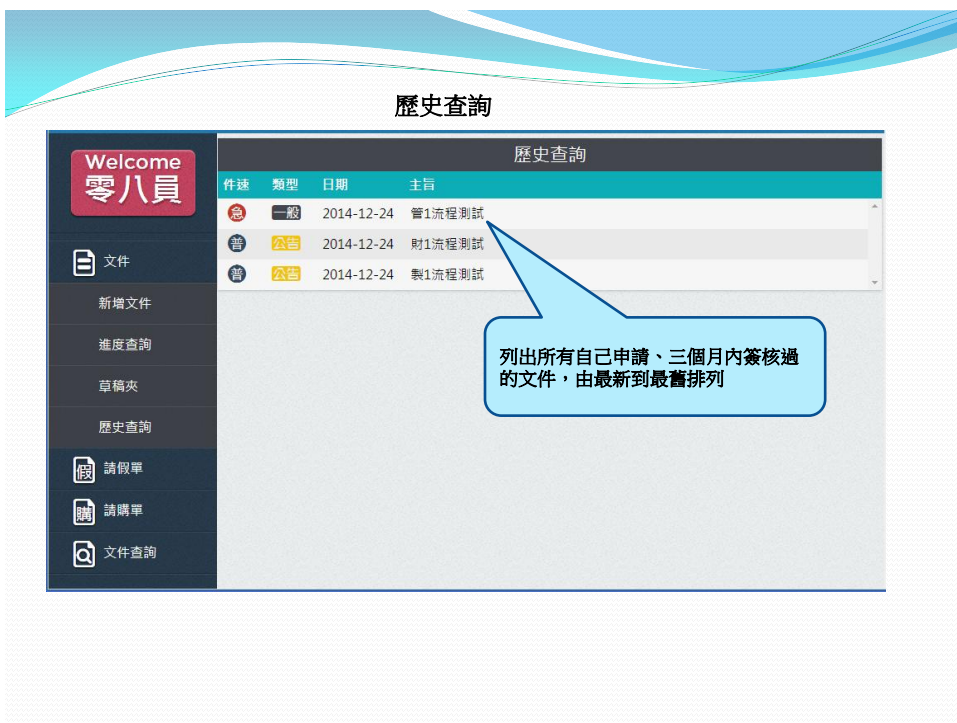 歷史查詢
Welcome
零八員
歷史查詢
件速 類型 日期 主旨
急 一般 2014-12-24 管1流程測試
普 公告 2014-12-24 財1流程測試
普 公告 2014-12-24 製1流程測試
文件
新增文件
進度查詢
草稿夾
歷史查詢
假 請假單
購 請購單
文件查詢
列出所有自己申請、三個月內簽核過
的文件，由最新到最舊排列